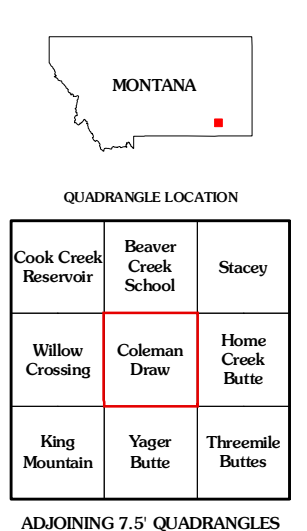 MONTANA
QUADRANGLE LOCATION
Cook Creek
Reservoir
Beaver
Creek
School
Stacey
Willow
Crossing
Coleman
Draw
Home
Creek
Butte
King
Mountain
Yager
Butte
Threemile
Buttes
ADJOINING 7.5' QUADRANGLES